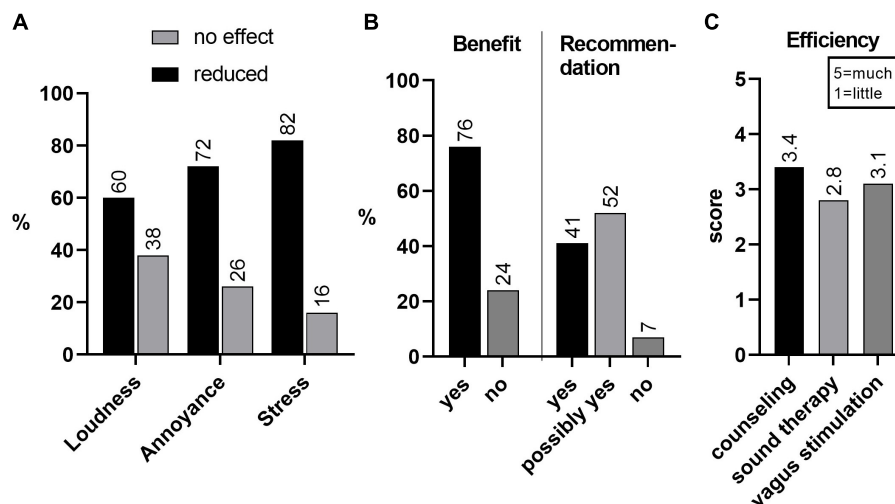 A
no effect
reduced
100
80
60
40
20
0
%
60
38
72
26
82
16
Loudness
Annoyance
Stress
B
Benefit
Recommen-
dation
100
80
60
40
20
0
%
76
24
41
52
7
yes
no
yes
possibly yes
no
C
Efficiency
5=much
1=little
5
4
3
2
1
0
score
3.4
2.8
3.1
counseling
sound therapy
vagus stimulation